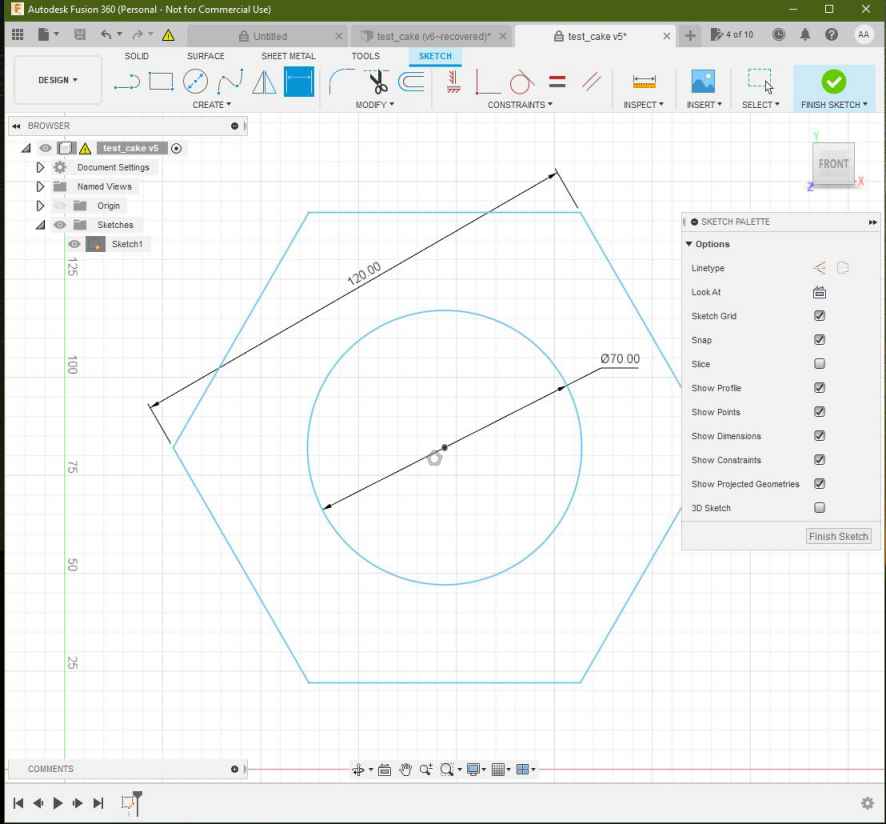 Autodesk Fusion 360 (Personal - Not for Commercial Use)
Untitled
test_cake (v6~recovered)*
test_cake v5*
4 of 10
AA
SOLID
SURFACE
SHEET METAL
TOOLS
SKETCH
DESIGN
CREATE
MODIFY
CONSTRAINTS
INSPECT
INSERT
SELECT
FINISH SKETCH
BROWSER
test_cake v5
Document Settings
Named Views
Origin
Sketches
Sketch1
Y
FRONT
Z
X
SKETCH PALETTE
Options
Linetype
Look At
Sketch Grid
Snap
Slice
Show Profile
Show Points
Show Dimensions
Show Constraints
Show Projected Geometries
3D Sketch
Finish Sketch
125
100
75
50
25
120.00
Ø70.00
COMMENTS